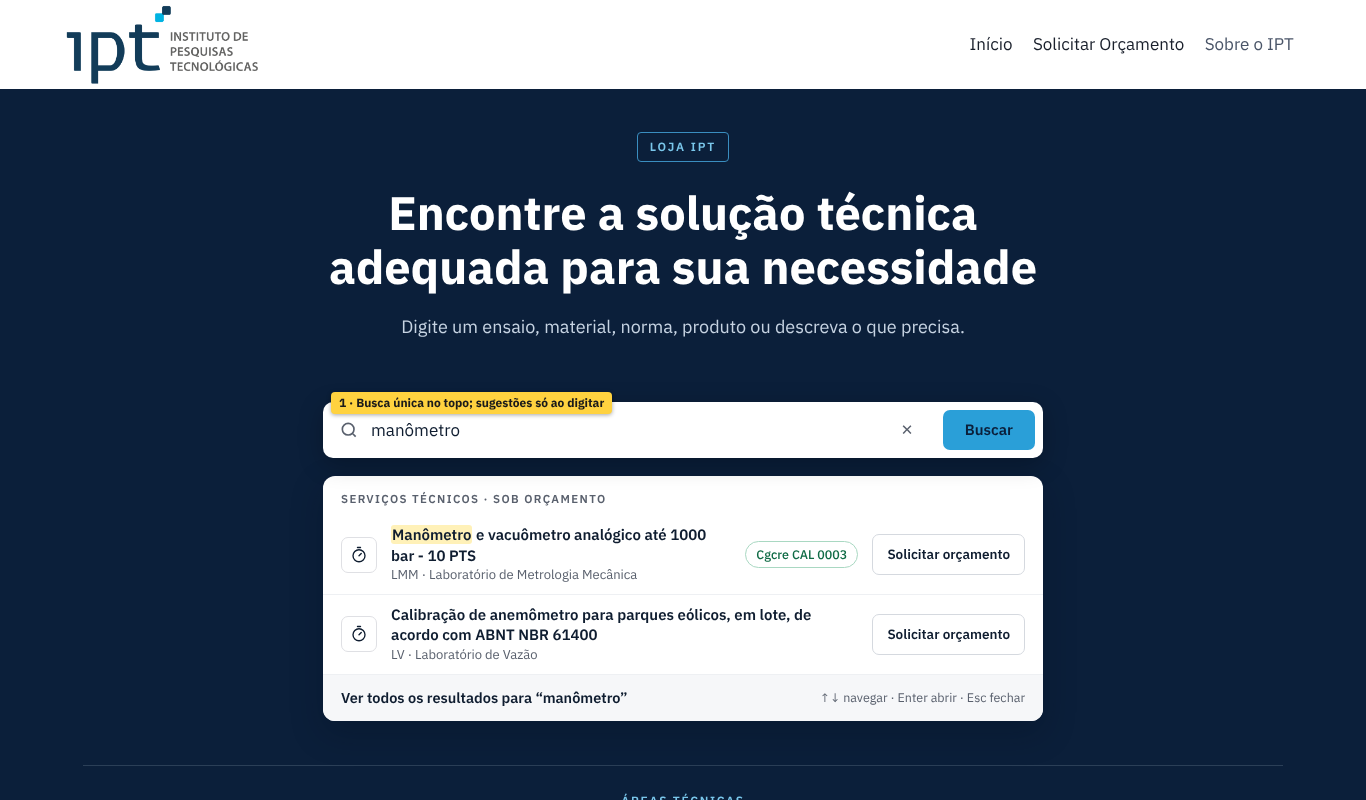 ipt
INSTITUTO DE
PESQUISAS
TECNOLÓGICAS
Início
Solicitar Orçamento
Sobre o IPT
LOJA IPT
Encontre a solução técnica
adequada para sua necessidade
Digite um ensaio, material, norma, produto ou descreva o que precisa.
1 · Busca única no topo; sugestões só ao digitar
manômetro
✕
Buscar
SERVIÇOS TÉCNICOS · SOB ORÇAMENTO
Manômetro e vacuômetro analógico até 1000
bar - 10 PTS
LMM · Laboratório de Metrologia Mecânica
Cgcre CAL 0003
Solicitar orçamento
Calibração de anemômetro para parques eólicos, em lote, de
acordo com ABNT NBR 61400
LV · Laboratório de Vazão
Solicitar orçamento
Ver todos os resultados para “manômetro”
↑↓ navegar · Enter abrir · Esc fechar
ÁREAS TÉCNICAS